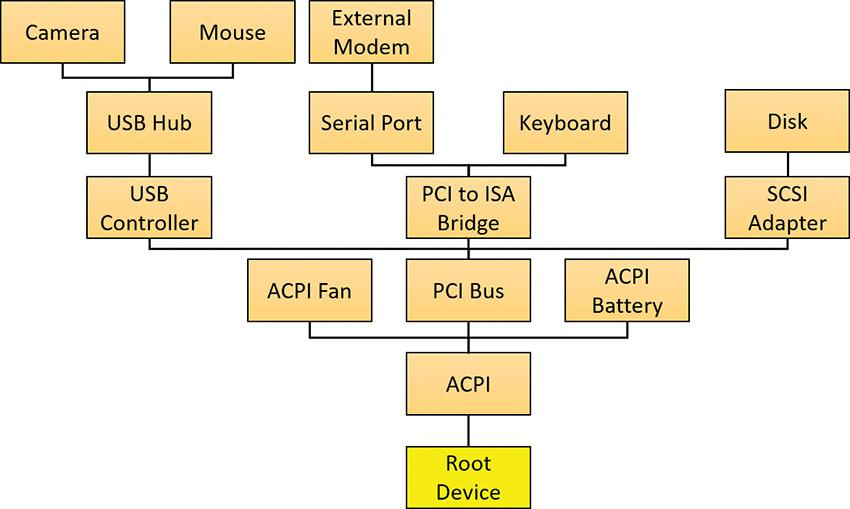 Camera
Mouse
External
Modem
USB Hub
Serial Port
Keyboard
Disk
USB
Controller
PCI to ISA
Bridge
SCSI
Adapter
ACPI Fan
PCI Bus
ACPI
Battery
ACPI
Root
Device